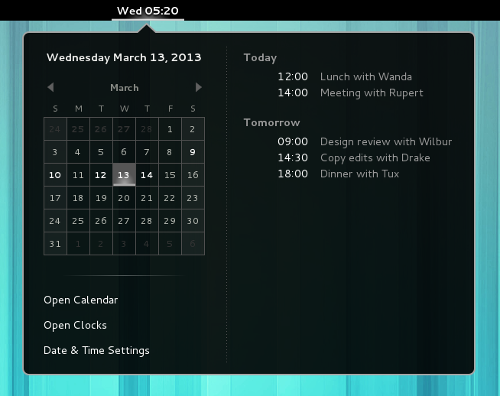 Wed 05:20
Wednesday March 13, 2013
March
S M T W T F S
24 25 26 27 28 1 2
3 4 5 6 7 8 9
10 11 12 13 14 15 16
17 18 19 20 21 22 23
24 25 26 27 28 29 30
31 1 2 3 4 5 6
Open Calendar
Open Clocks
Date & Time Settings
Today
12:00 Lunch with Wanda
14:00 Meeting with Rupert
Tomorrow
09:00 Design review with Wilbur
14:30 Copy edits with Drake
18:00 Dinner with Tux